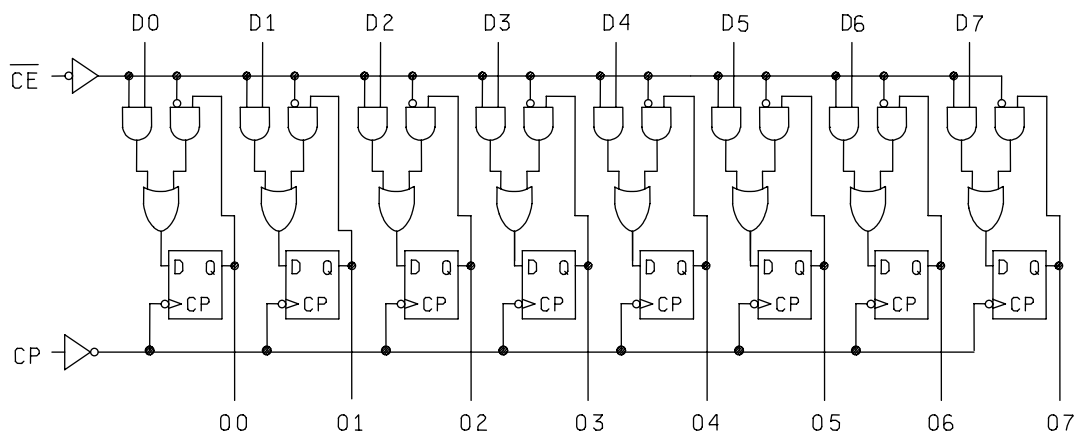 D0 D1 D2 D3 D4 D5 D6 D7
C̅E̅
D Q D Q D Q D Q D Q D Q D Q D Q
CP CP CP CP CP CP CP CP
CP
O0 O1 O2 O3 O4 O5 O6 O7